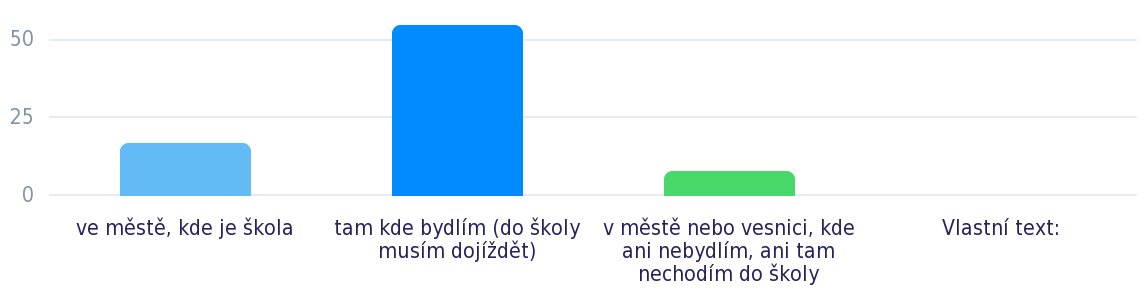 50
25
0
ve městě, kde je škola
tam kde bydlím (do školy
musím dojíždět)
v městě nebo vesnici, kde
ani nebydlím, ani tam
nechodím do školy
Vlastní text: